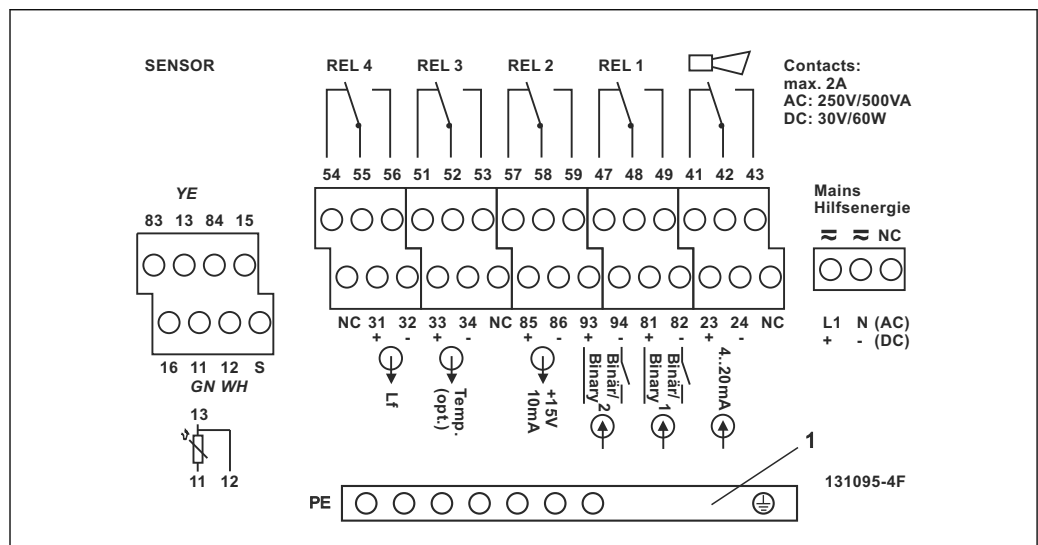 SENSOR REL 4 REL 3 REL 2 REL 1
Contacts:
max. 2A
AC: 250V/500VA
DC: 30V/60W
54 55 56 51 52 53 57 58 59 47 48 49 41 42 43
YE
83 13 84 15
Mains
Hilfsenergie
≂ ≂ NC
NC 31 32 33 34 NC 85 86 93 94 81 82 23 24 NC
+ - + - + - + - + - + -
L1 N (AC)
+ - (DC)
16 11 12 S
GN WH
Lf
Temp.
(opt.)
+15V
10mA
Binär/
Binary 2
Binär/
Binary 1
4..20mA
13
11 12
1
131095-4F
PE